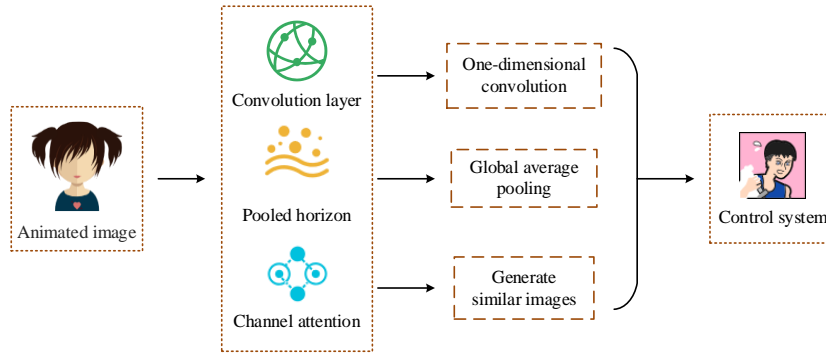 Animated image
Convolution layer
Pooled horizon
Channel attention
One-dimensional
convolution
Global average
pooling
Generate
similar images
Control system